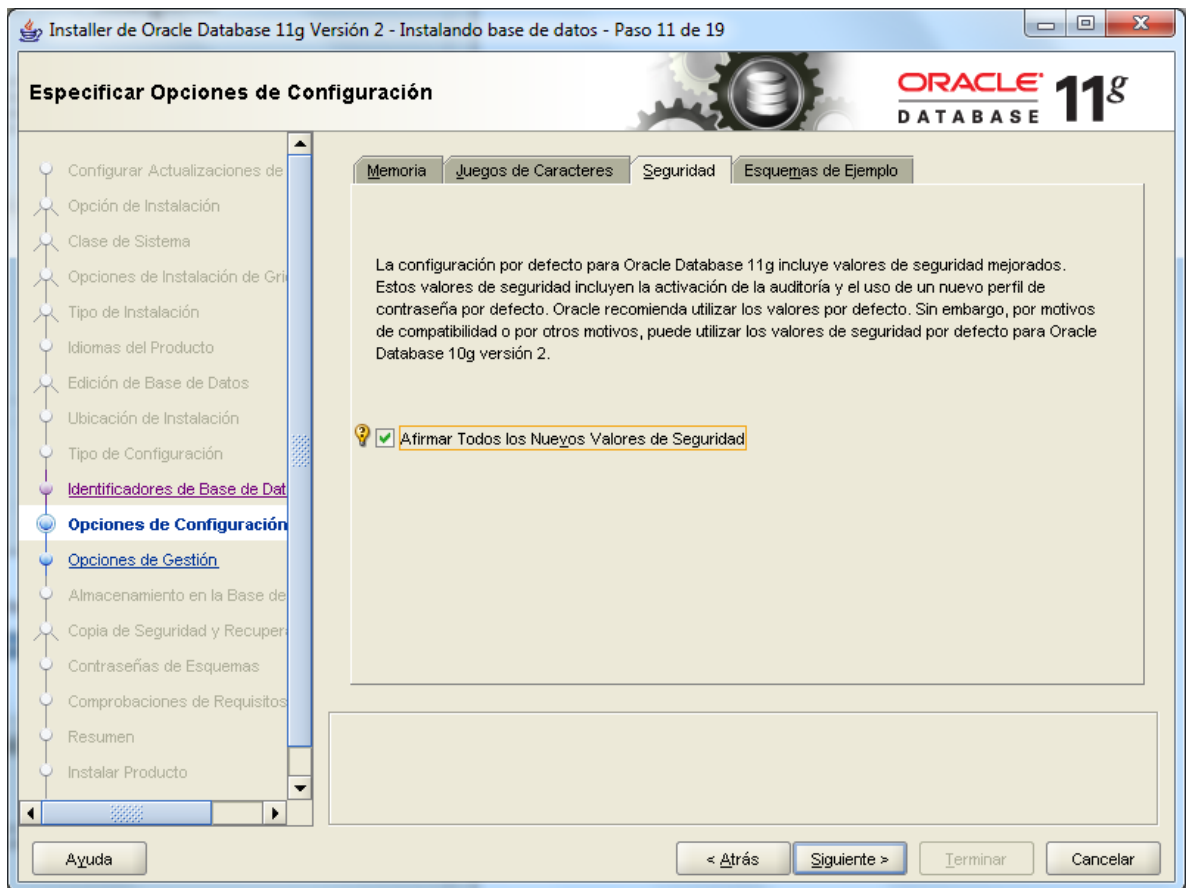 Installer de Oracle Database 11g Versión 2 - Instalando base de datos - Paso 11 de 19
Especificar Opciones de Configuración
ORACLE
DATABASE
11g
Configurar Actualizaciones de
Opción de Instalación
Clase de Sistema
Opciones de Instalación de Gri
Tipo de Instalación
Idiomas del Producto
Edición de Base de Datos
Ubicación de Instalación
Tipo de Configuración
Identificadores de Base de Dat
Opciones de Configuración
Opciones de Gestión
Almacenamiento en la Base de
Copia de Seguridad y Recuper
Contraseñas de Esquemas
Comprobaciones de Requisitos
Resumen
Instalar Producto
Memoria
Juegos de Caracteres
Seguridad
Esquemas de Ejemplo
La configuración por defecto para Oracle Database 11g incluye valores de seguridad mejorados.
Estos valores de seguridad incluyen la activación de la auditoría y el uso de un nuevo perfil de
contraseña por defecto. Oracle recomienda utilizar los valores por defecto. Sin embargo, por motivos
de compatibilidad o por otros motivos, puede utilizar los valores de seguridad por defecto para Oracle
Database 10g versión 2.
Afirmar Todos los Nuevos Valores de Seguridad
Ayuda
< Atrás
Siguiente >
Terminar
Cancelar